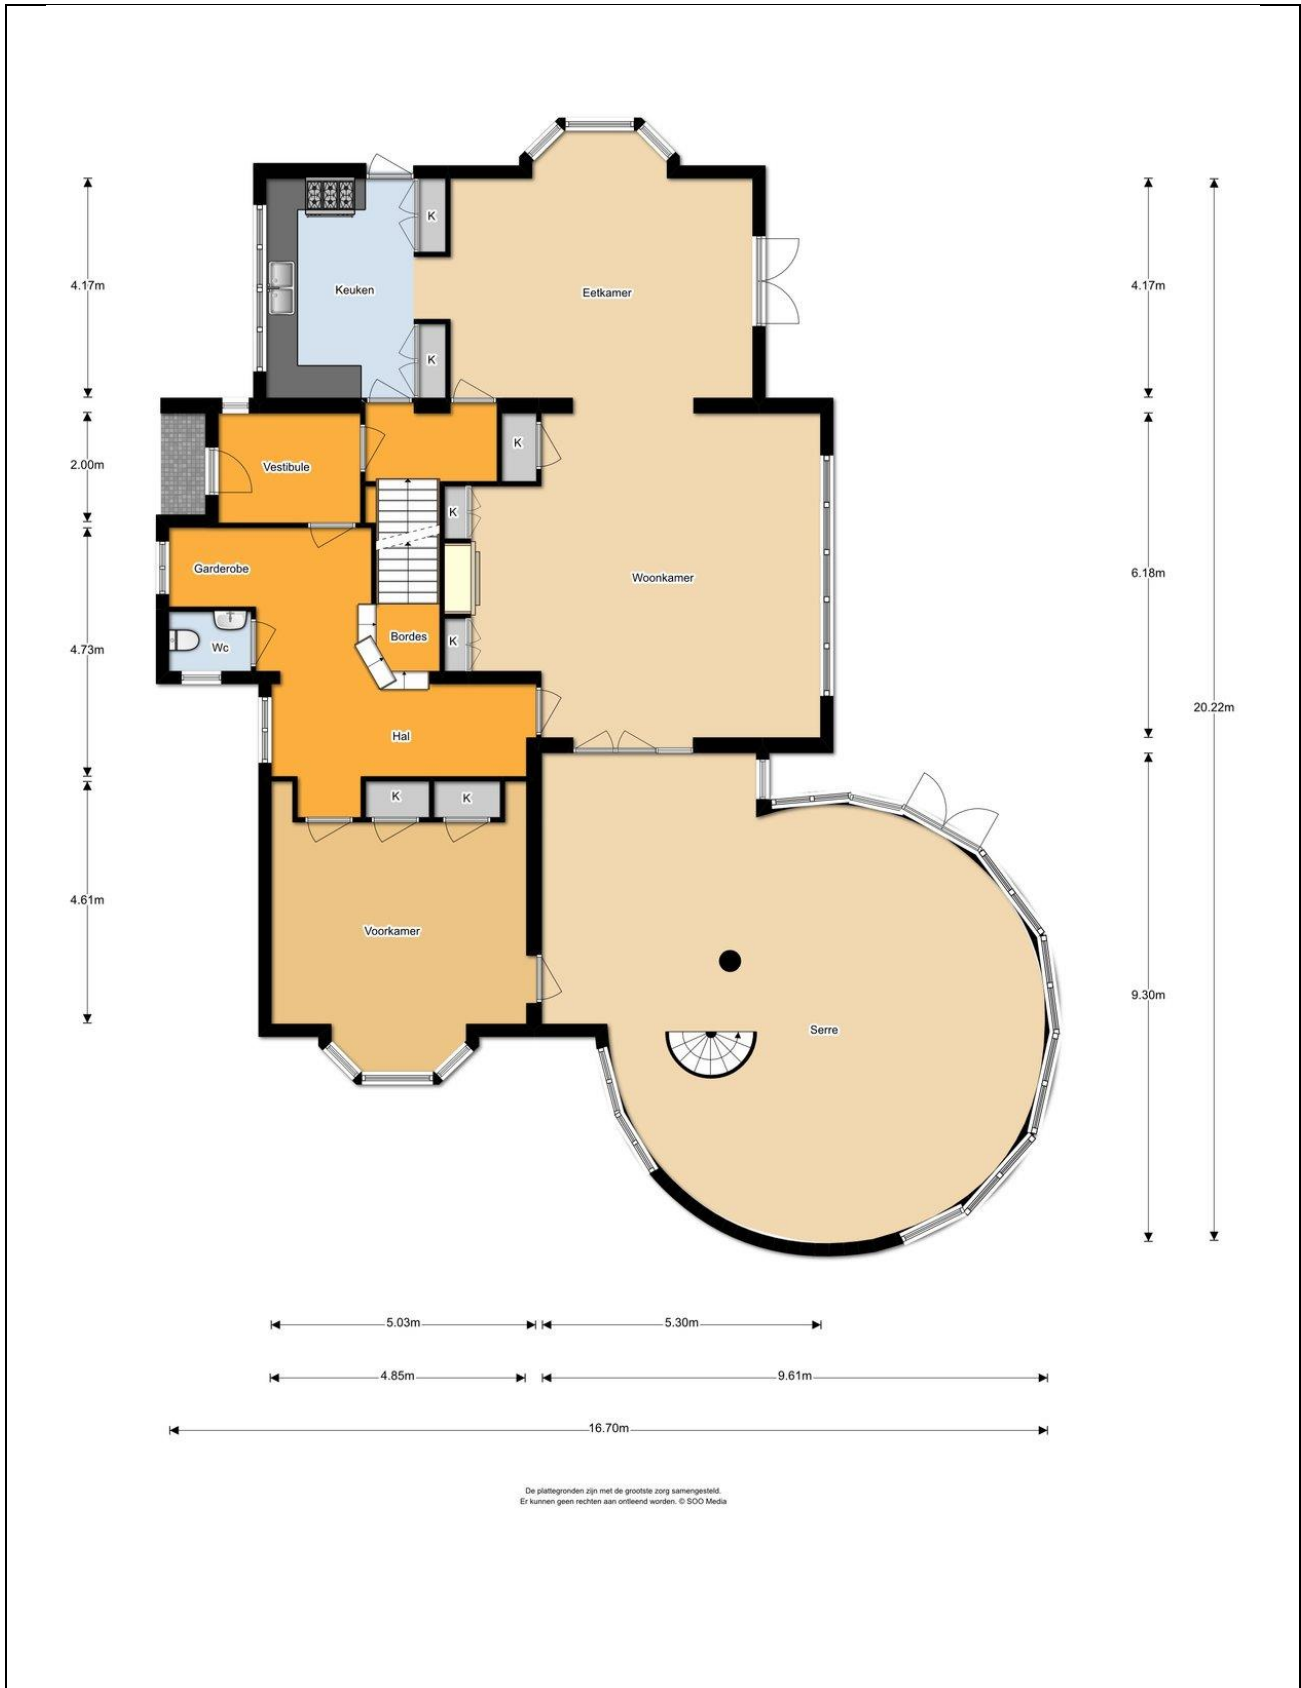 K
4.17m
Keuken
Eetkamer
4.17m
K
K
2.00m
Vestibule
K
Garderobe
Woonkamer
6.18m
Wc
Bordes
K
4.73m
20.22m
Hal
K
K
4.61m
Voorkamer
9.30m
Serre
5.03m
5.30m
4.85m
9.61m
16.70m
De plattegronden zijn met de grootste zorg samengesteld.
Er kunnen geen rechten aan ontleend worden. © SOO Media